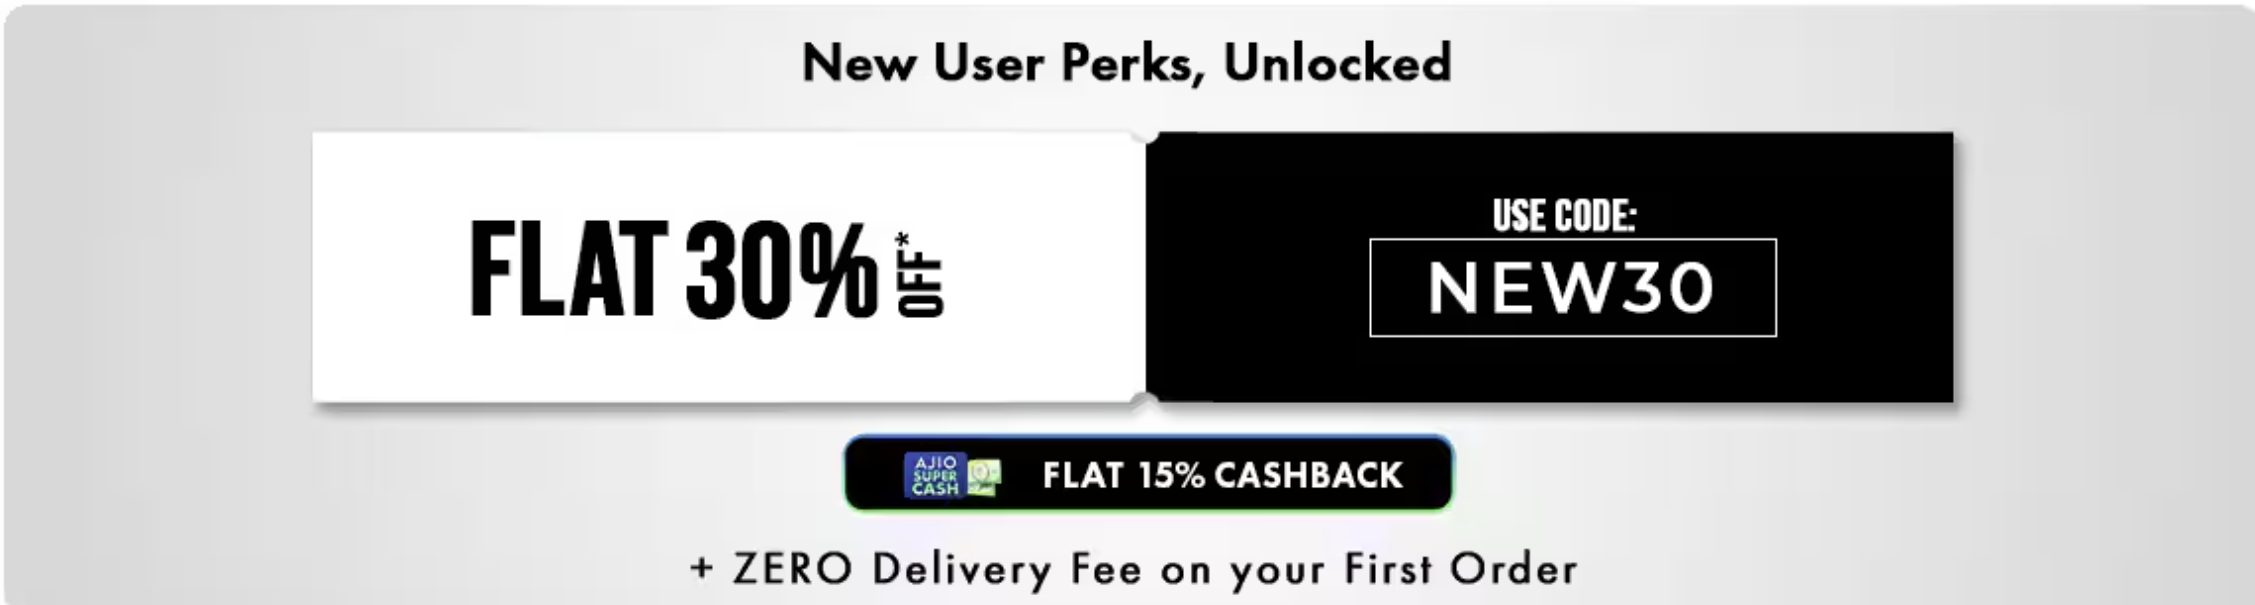 New User Perks, Unlocked
FLAT 30% OFF*
USE CODE:
NEW30
AJIO
SUPER
CASH
FLAT 15% CASHBACK
+ ZERO Delivery Fee on your First Order